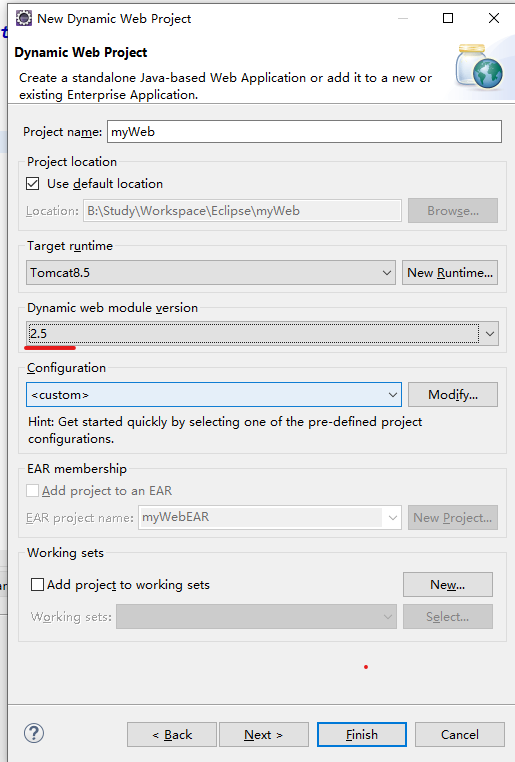 New Dynamic Web Project
Dynamic Web Project
Create a standalone Java-based Web Application or add it to a new or
existing Enterprise Application.
Project name: myWeb
Project location
Use default location
Location: B:\Study\Workspace\Eclipse\myWeb Browse...
Target runtime
Tomcat8.5 New Runtime...
Dynamic web module version
2.5
Configuration
<custom> Modify...
Hint: Get started quickly by selecting one of the pre-defined project
configurations.
EAR membership
Add project to an EAR
EAR project name: myWebEAR New Project...
Working sets
Add project to working sets New...
Working sets: Select...
? < Back Next > Finish Cancel